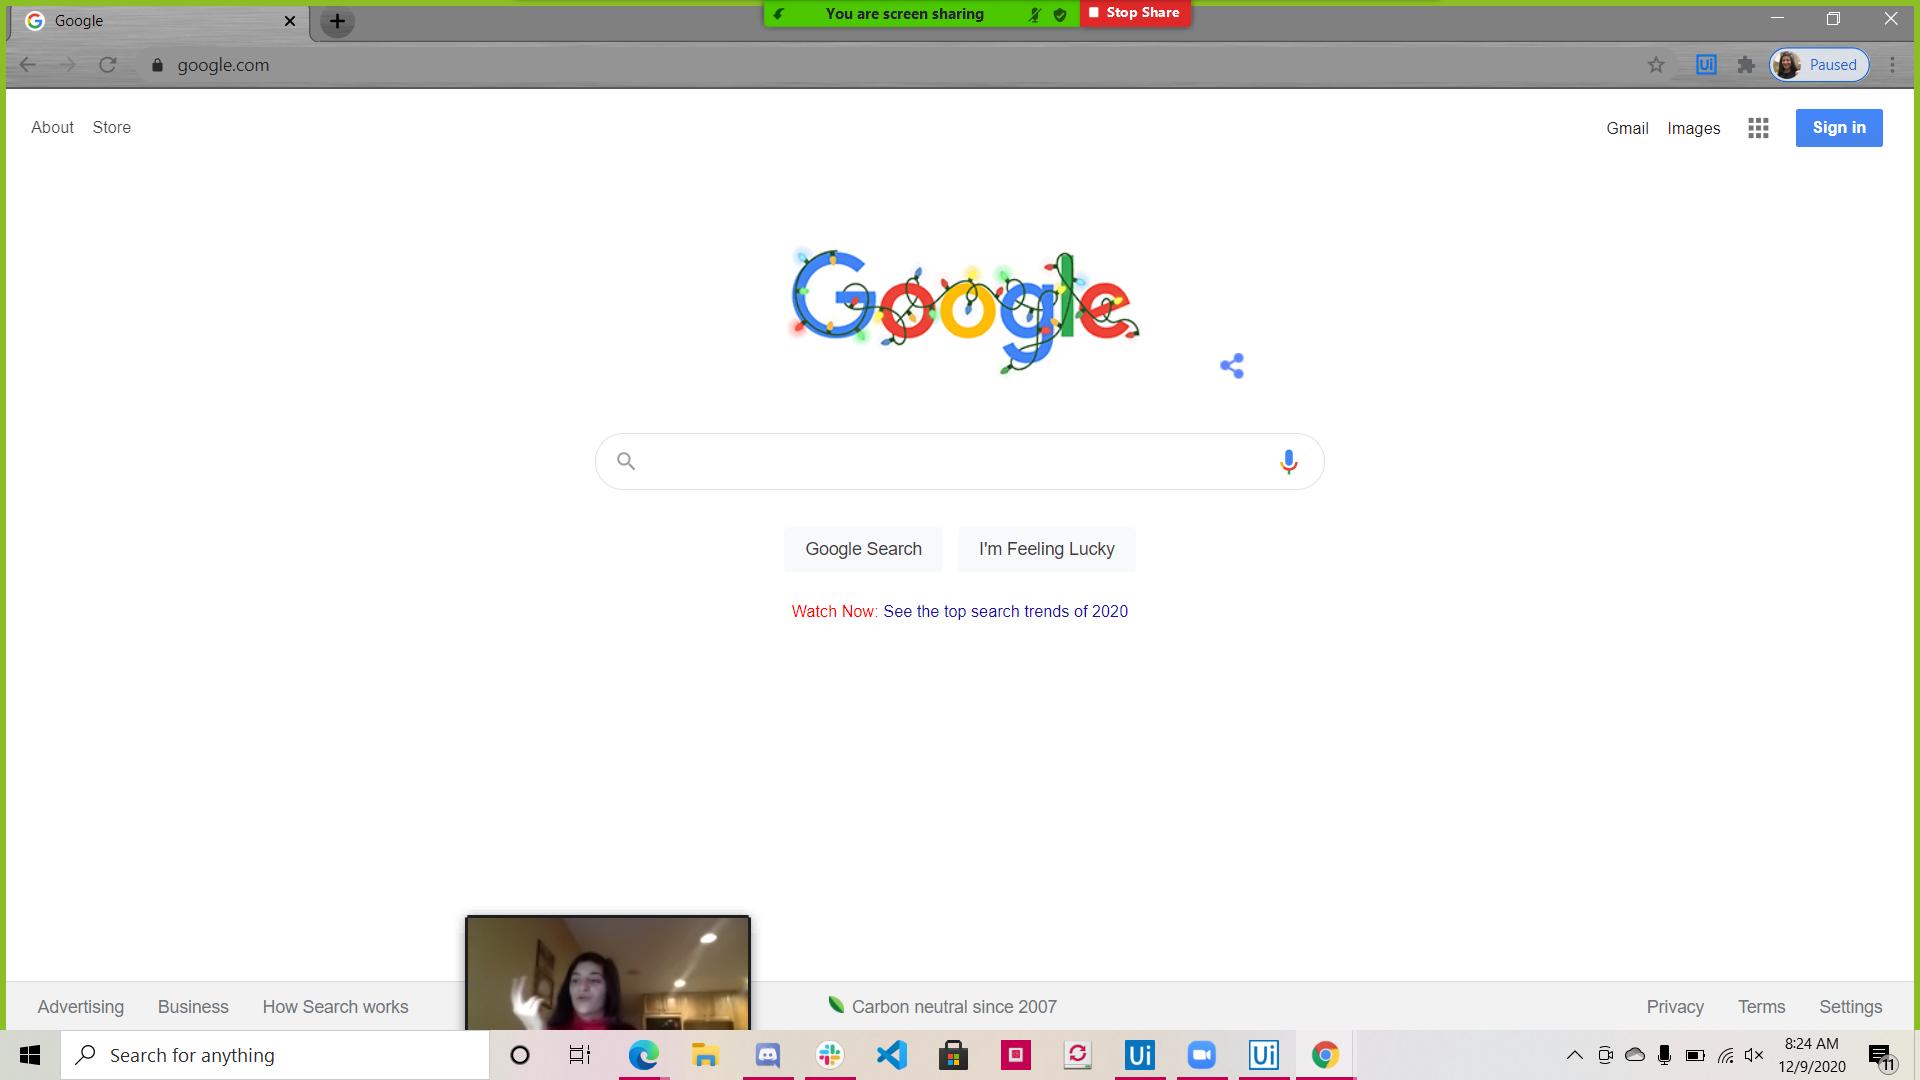 Google
You are screen sharing
Stop Share
google.com
Ui
Paused
About
Store
Gmail
Images
Sign in
Google
Google Search
I'm Feeling Lucky
Watch Now: See the top search trends of 2020
Advertising
Business
How Search works
Carbon neutral since 2007
Privacy
Terms
Settings
Search for anything
Ui
Ui
8:24 AM
12/9/2020
11